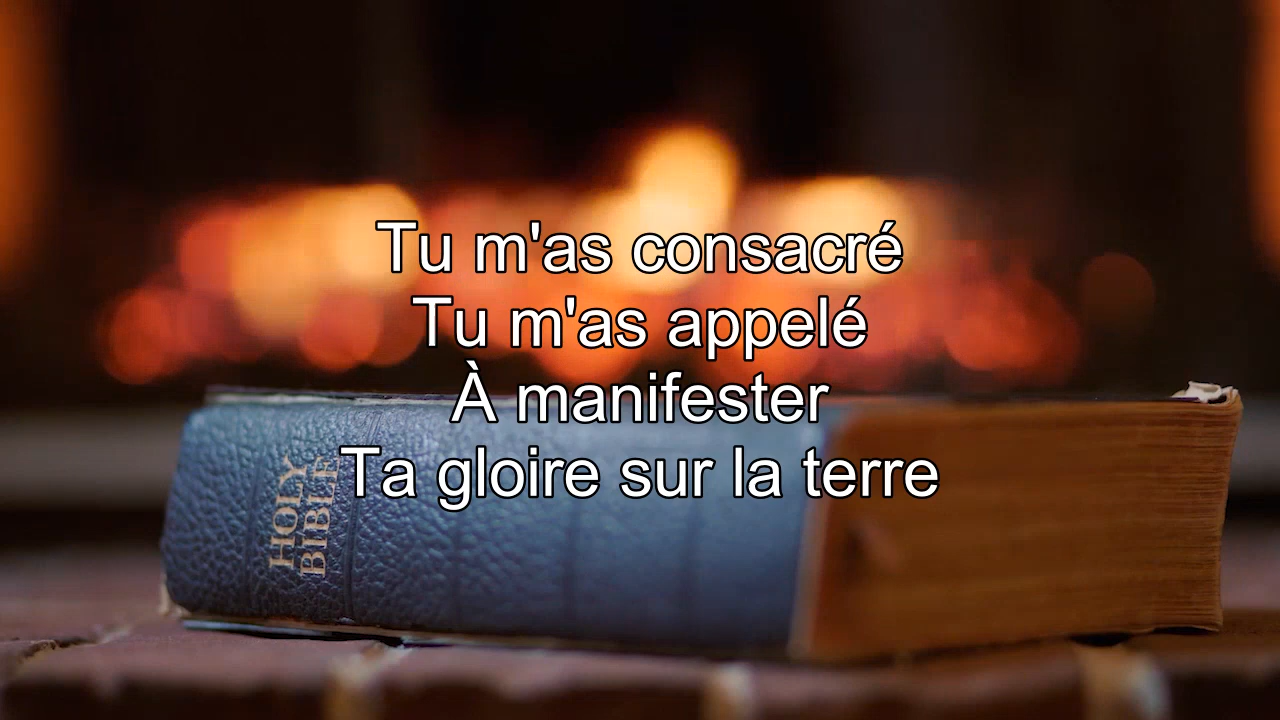 Tu m'as consacré
Tu m'as appelé
À manifester
Ta gloire sur la terre
HOLY
BIBLE